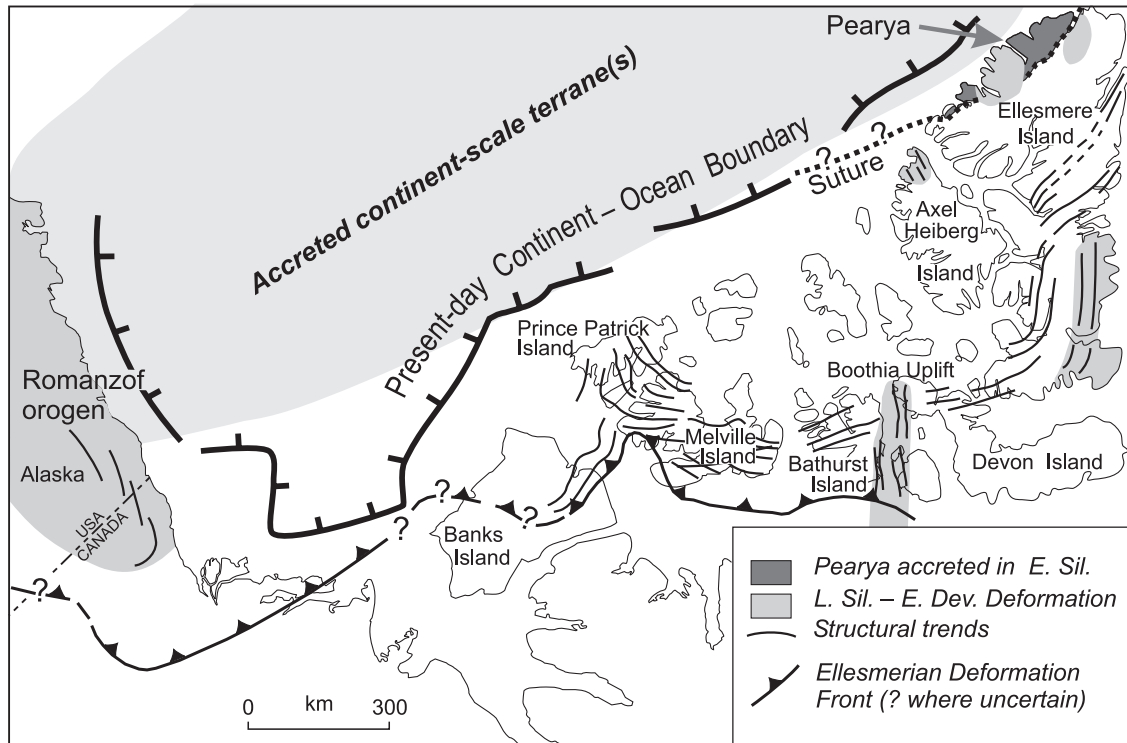 Pearya
Accreted continent-scale terrane(s)
Ellesmere
Island
?
?
Suture
Present-day Continent – Ocean Boundary
Axel
Heiberg
Island
Prince Patrick
Island
Romanzof
orogen
Boothia Uplift
Alaska
Melville
Island
Bathurst
Island
Devon Island
USA
CANADA
?
?
?
Banks
Island
?
km
0
300
Pearya accreted in E. Sil.
L. Sil. – E. Dev. Deformation
Structural trends
Ellesmerian Deformation
Front (? where uncertain)